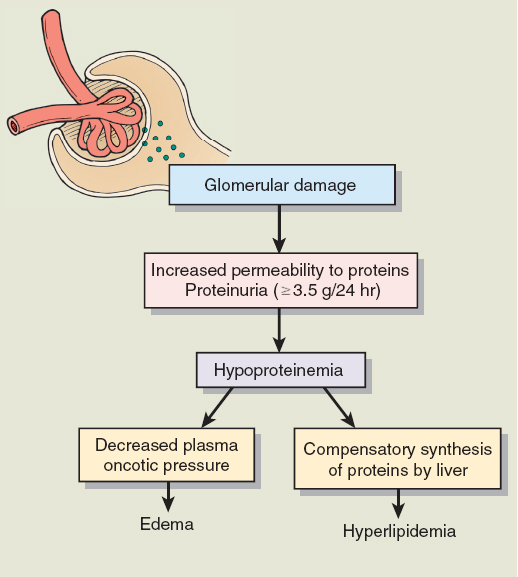 Glomerular damage
Increased permeability to proteins
Proteinuria (≥3.5 g/24 hr)
Hypoproteinemia
Decreased plasma
oncotic pressure
Compensatory synthesis
of proteins by liver
Edema
Hyperlipidemia